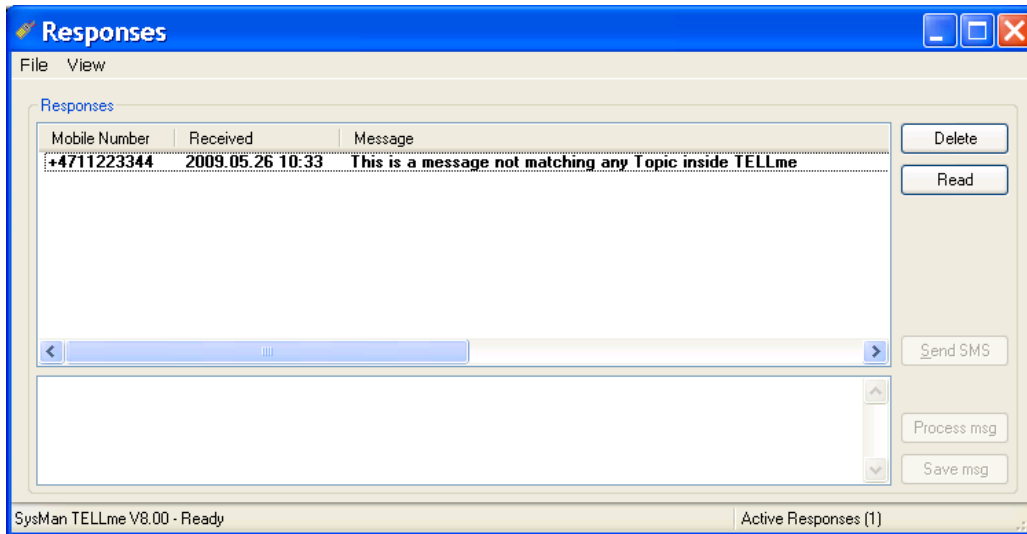 Responses
File View
Responses
Mobile Number Received Message
+4711223344 2009.05.26 10:33 This is a message not matching any Topic inside TELLme
Delete
Read
Send SMS
Process msg
Save msg
SysMan TELLme V8.00 - Ready Active Responses (1)